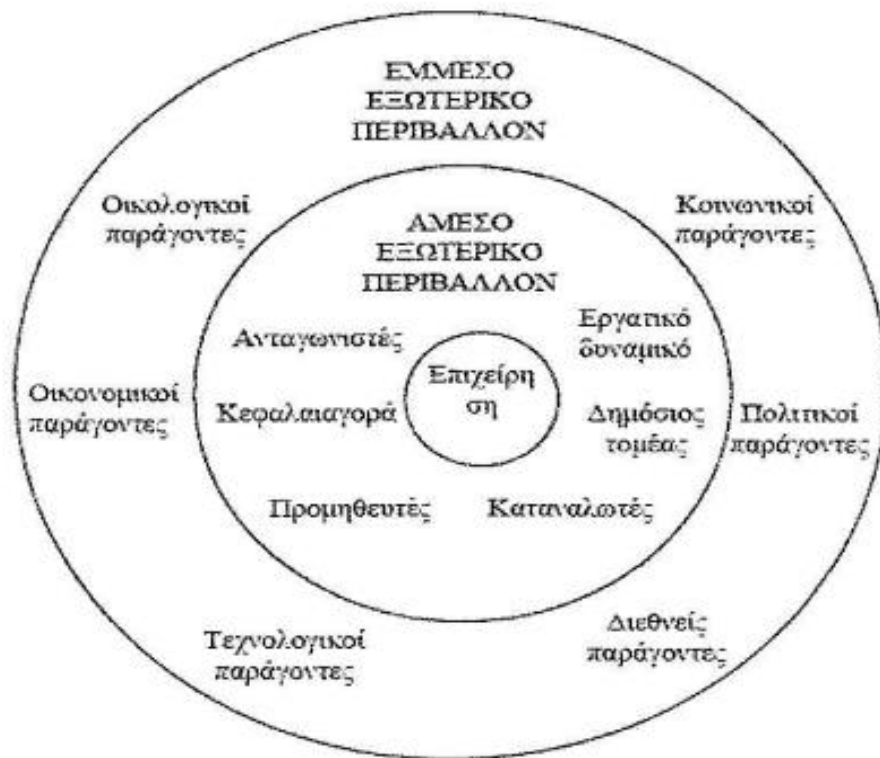 ΕΜΜΕΣΟ
ΕΞΩΤΕΡΙΚΟ
ΠΕΡΙΒΑΛΛΟΝ
Οικολογικοί
παράγοντες
Κοινωνικοί
παράγοντες
ΑΜΕΣΟ
ΕΞΩΤΕΡΙΚΟ
ΠΕΡΙΒΑΛΛΟΝ
Ανταγωνιστές
Εργατικό
δυναμικό
Επιχείρη
ση
Οικονομικοί
παράγοντες
Κεφαλαιαγορά
Δημόσιος
τομέας
Πολιτικοί
παράγοντες
Προμηθευτές
Καταναλωτές
Τεχνολογικοί
παράγοντες
Διεθνείς
παράγοντες